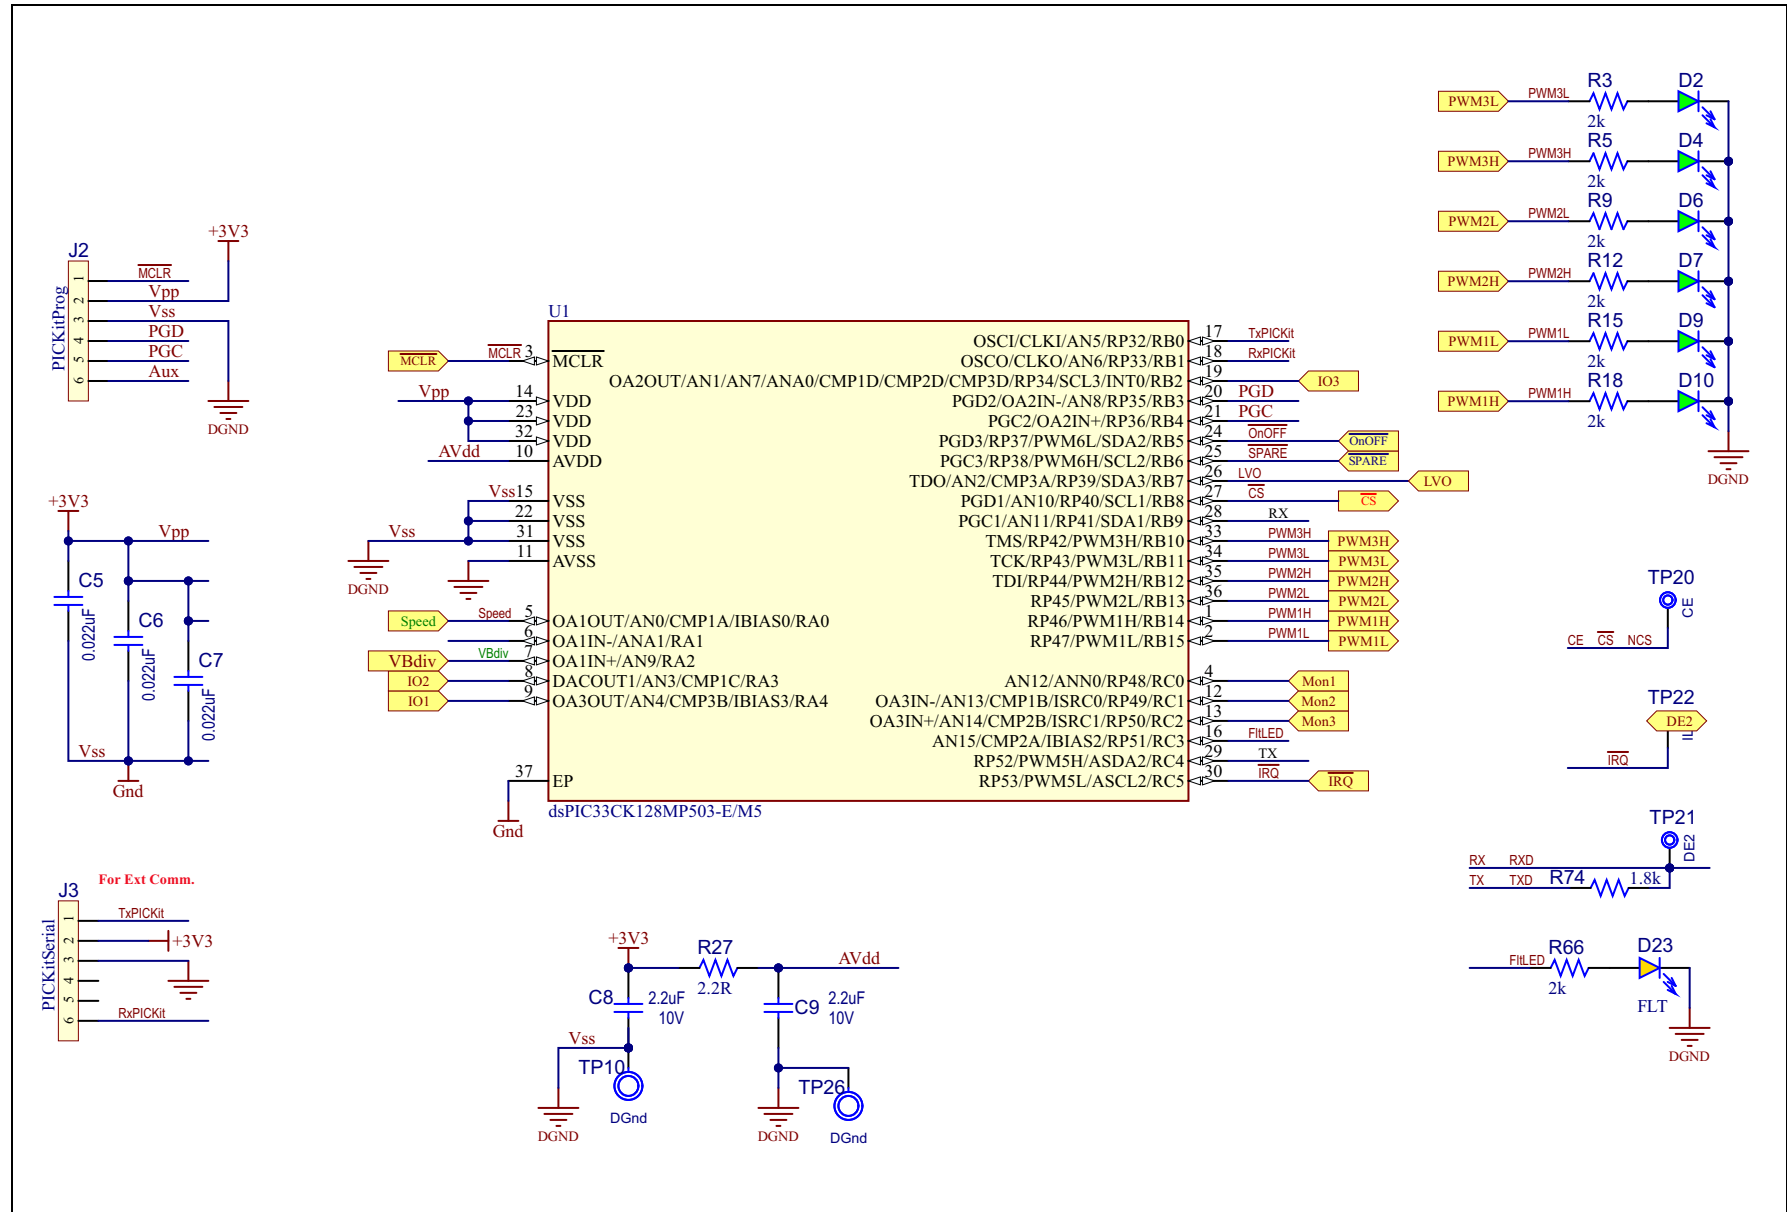 J2
PICKitProg
+3V3
1 MCLR
2 Vpp
3 Vss
4 PGD
5 PGC
6 Aux
DGND
+3V3
Vpp
C5
0.022uF
C6
0.022uF
C7
0.022uF
Vss
Gnd
For Ext Comm.
J3
PICKitSerial
1 TxPICKit
2 +3V3
3
4
5
6 RxPICKit
U1
MCLR MCLR 3 MCLR
Vpp 14 VDD
23 VDD
32 VDD
AVdd 10 AVDD
Vss 15 VSS
22 VSS
Vss 31 VSS
11 AVSS
DGND
DGND
Speed Speed 5 OA1OUT/AN0/CMP1A/IBIAS0/RA0
6 OA1IN-/ANA1/RA1
VBdiv VBdiv 7 OA1IN+/AN9/RA2
IO2 8 DACOUT1/AN3/CMP1C/RA3
IO1 9 OA3OUT/AN4/CMP3B/IBIAS3/RA4
37 EP
Gnd
dsPIC33CK128MP503-E/M5
OSCI/CLKI/AN5/RP32/RB0 17 TxPICKit
OSCO/CLKO/AN6/RP33/RB1 18 RxPICKit
OA2OUT/AN1/AN7/ANA0/CMP1D/CMP2D/CMP3D/RP34/SCL3/INT0/RB2 19 IO3
PGD2/OA2IN-/AN8/RP35/RB3 20 PGD
PGC2/OA2IN+/RP36/RB4 21 PGC
PGD3/RP37/PWM6L/SDA2/RB5 24 OnOFF OnOFF
PGC3/RP38/PWM6H/SCL2/RB6 25 SPARE SPARE
TDO/AN2/CMP3A/RP39/SDA3/RB7 26 LVO LVO
PGD1/AN10/RP40/SCL1/RB8 27 CS CS
PGC1/AN11/RP41/SDA1/RB9 28 RX
TMS/RP42/PWM3H/RB10 33 PWM3H PWM3H
TCK/RP43/PWM3L/RB11 34 PWM3L PWM3L
TDI/RP44/PWM2H/RB12 35 PWM2H PWM2H
RP45/PWM2L/RB13 36 PWM2L PWM2L
RP46/PWM1H/RB14 1 PWM1H PWM1H
RP47/PWM1L/RB15 2 PWM1L PWM1L
AN12/ANN0/RP48/RC0 4 Mon1
OA3IN-/AN13/CMP1B/ISRC0/RP49/RC1 12 Mon2
OA3IN+/AN14/CMP2B/ISRC1/RP50/RC2 13 Mon3
AN15/CMP2A/IBIAS2/RP51/RC3 16 FltLED
RP52/PWM5H/ASDA2/RC4 29 TX
RP53/PWM5L/ASCL2/RC5 30 IRQ IRQ
+3V3
R27
2.2R
AVdd
C8 2.2uF
10V
C9 2.2uF
10V
Vss
TP10
DGnd
TP26
DGnd
DGND
DGND
PWM3L PWM3L R3 2k D2
PWM3H PWM3H R5 2k D4
PWM2L PWM2L R9 2k D6
PWM2H PWM2H R12 2k D7
PWM1L PWM1L R15 2k D9
PWM1H PWM1H R18 2k D10
DGND
TP20
CE
CE CS NCS
TP22
DE2
IRQ
TP21
DE2
RX RXD
TX TXD R74 1.8k
FltLED R66 2k D23
FLT
DGND